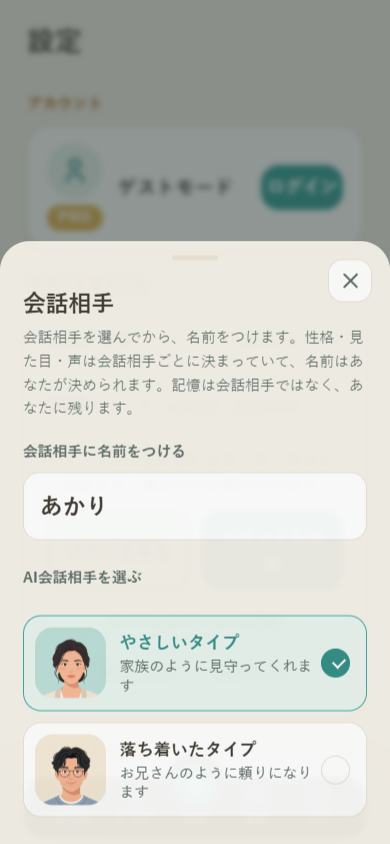 設定
アカウント
ゲストモード
ログイン
PRO
会話相手
会話相手を選んでから、名前をつけます。性格・見
た目・声は会話相手ごとに決まっていて、名前はあ
なたが決められます。記憶は会話相手ではなく、あ
なたに残ります。
会話相手に名前をつける
あかり
AI会話相手を選ぶ
やさしいタイプ
家族のように見守ってくれま
す
落ち着いたタイプ
お兄さんのように頼りになり
ます